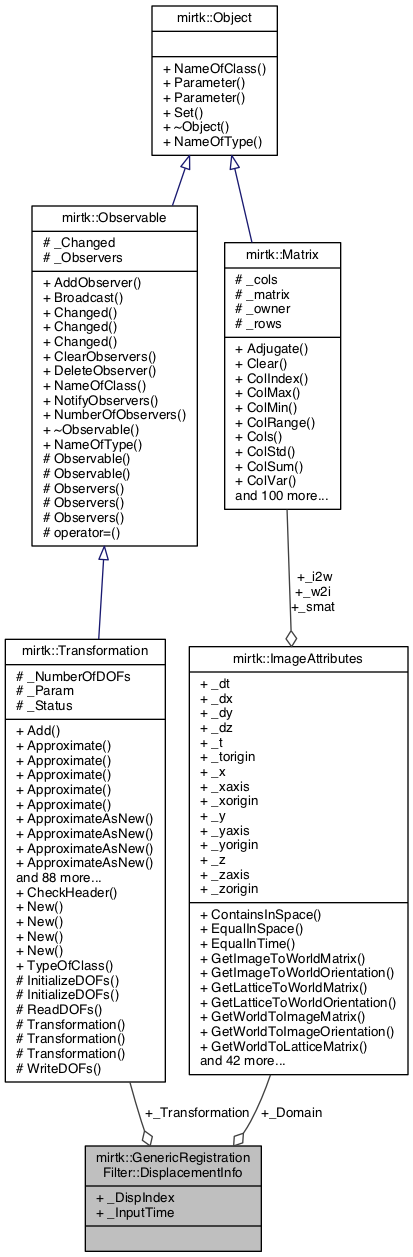 mirtk::Object
+ NameOfClass()
+ Parameter()
+ Parameter()
+ Set()
+ ~Object()
+ NameOfType()
mirtk::Observable
# _Changed
# _Observers
+ AddObserver()
+ Broadcast()
+ Changed()
+ Changed()
+ Changed()
+ ClearObservers()
+ DeleteObserver()
+ NameOfClass()
+ NotifyObservers()
+ NumberOfObservers()
+ ~Observable()
+ NameOfType()
# Observable()
# Observable()
# Observers()
# Observers()
# Observers()
# operator=()
mirtk::Matrix
# _cols
# _matrix
# _owner
# _rows
+ Adjugate()
+ Clear()
+ ColIndex()
+ ColMax()
+ ColMin()
+ ColRange()
+ Cols()
+ ColStd()
+ ColSum()
+ ColVar()
and 100 more...
+_i2w
+_w2i
+_smat
mirtk::Transformation
# _NumberOfDOFs
# _Param
# _Status
+ Add()
+ Approximate()
+ Approximate()
+ Approximate()
+ Approximate()
+ Approximate()
+ ApproximateAsNew()
+ ApproximateAsNew()
+ ApproximateAsNew()
+ ApproximateAsNew()
and 88 more...
+ CheckHeader()
+ New()
+ New()
+ New()
+ New()
+ TypeOfClass()
# InitializeDOFs()
# InitializeDOFs()
# ReadDOFs()
# Transformation()
# Transformation()
# Transformation()
# WriteDOFs()
mirtk::ImageAttributes
+ _dt
+ _dx
+ _dy
+ _dz
+ _t
+ _torigin
+ _x
+ _xaxis
+ _xorigin
+ _y
+ _yaxis
+ _yorigin
+ _z
+ _zaxis
+ _zorigin
+ ContainsInSpace()
+ EqualInSpace()
+ EqualInTime()
+ GetImageToWorldMatrix()
+ GetImageToWorldOrientation()
+ GetLatticeToWorldMatrix()
+ GetLatticeToWorldOrientation()
+ GetWorldToImageMatrix()
+ GetWorldToImageOrientation()
+ GetWorldToLatticeMatrix()
and 42 more...
+_Transformation
+_Domain
mirtk::GenericRegistration
Filter::DisplacementInfo
+ _DispIndex
+ _InputTime